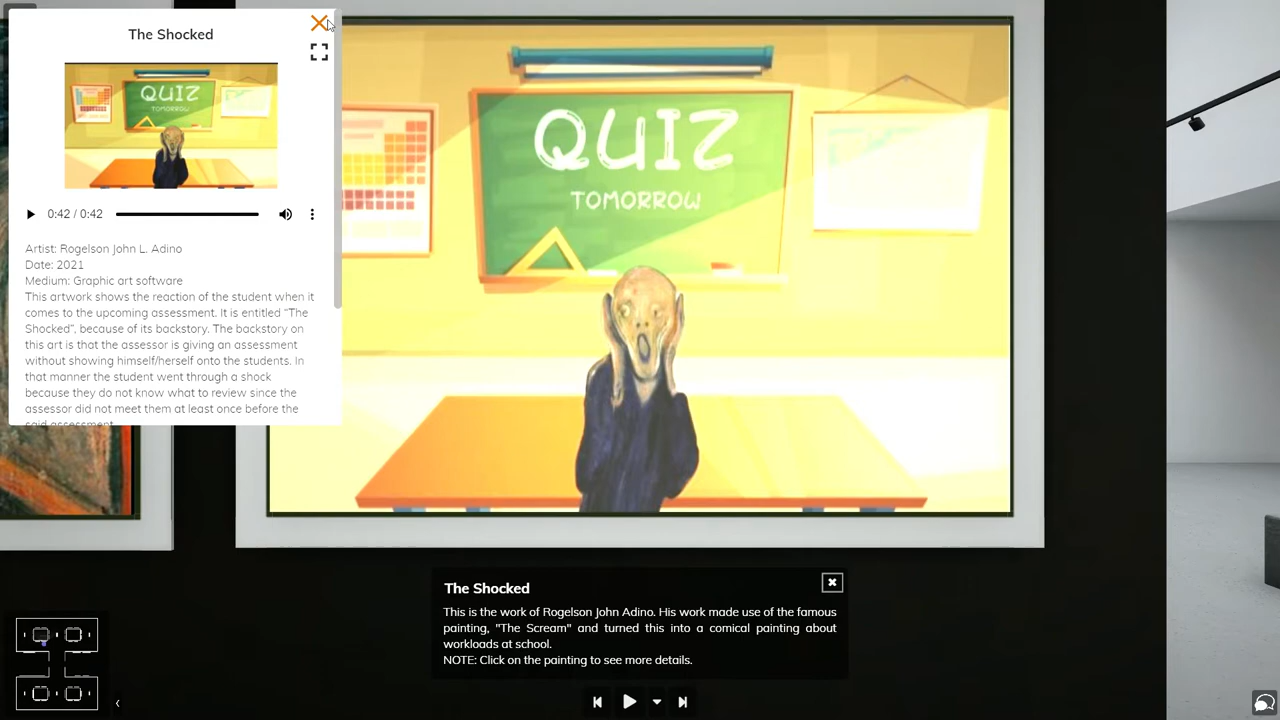 The Shocked
QUIZ
TOMORROW
0:42 / 0:42
Artist: Rogelson John L. Adino
Date: 2021
Medium: Graphic art software
This artwork shows the reaction of the student when it
comes to the upcoming assessment. It is entitled “The
Shocked”, because of its backstory. The backstory on
this art is that the assessor is giving an assessment
without showing himself/herself onto the students. In
that manner the student went through a shock
because they do not know what to review since the
assessor did not meet them at least once before the
said assessment.
QUIZ
TOMORROW
The Shocked
This is the work of Rogelson John Adino. His work made use of the famous
painting, "The Scream" and turned this into a comical painting about
workloads at school.
NOTE: Click on the painting to see more details.